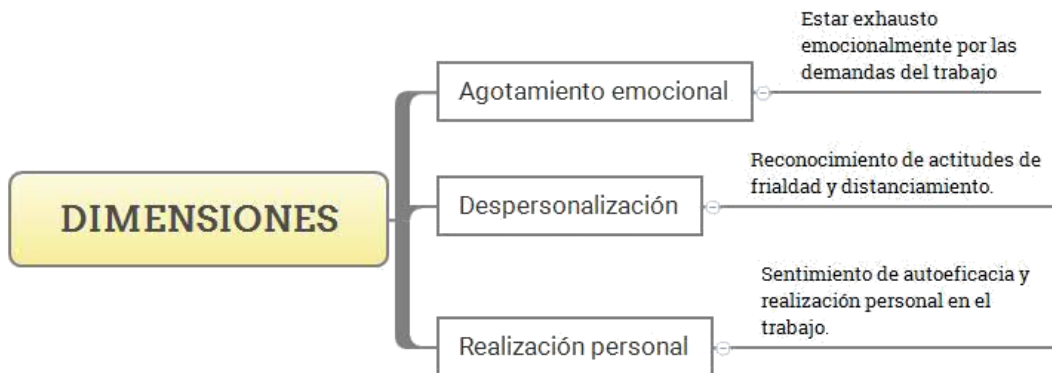 DIMENSIONES
Agotamiento emocional
Estar exhausto
emocionalmente por las
demandas del trabajo
Despersonalización
Reconocimiento de actitudes de
frialdad y distanciamiento.
Realización personal
Sentimiento de autoeficacia y
realización personal en el
trabajo.